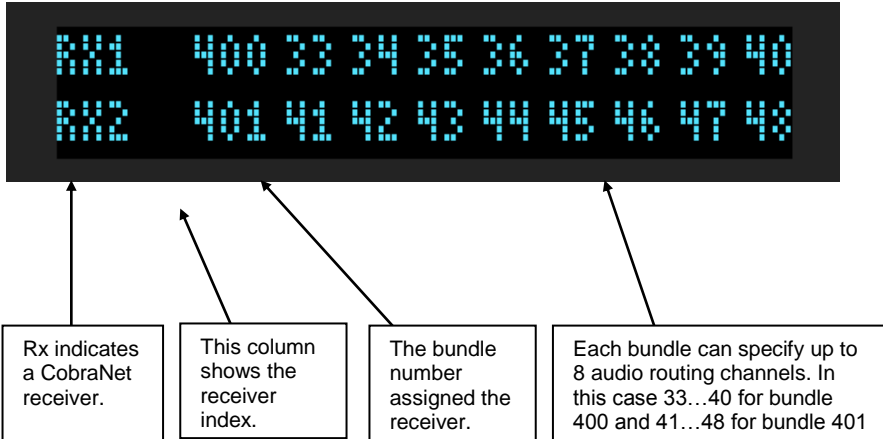 RX1 400 33 34 35 36 37 38 39 40
RX2 401 41 42 43 44 45 46 47 48
Rx indicates
a CobraNet
receiver.
This column
shows the
receiver
index.
The bundle
number
assigned the
receiver.
Each bundle can specify up to
8 audio routing channels. In
this case 33…40 for bundle
400 and 41…48 for bundle 401